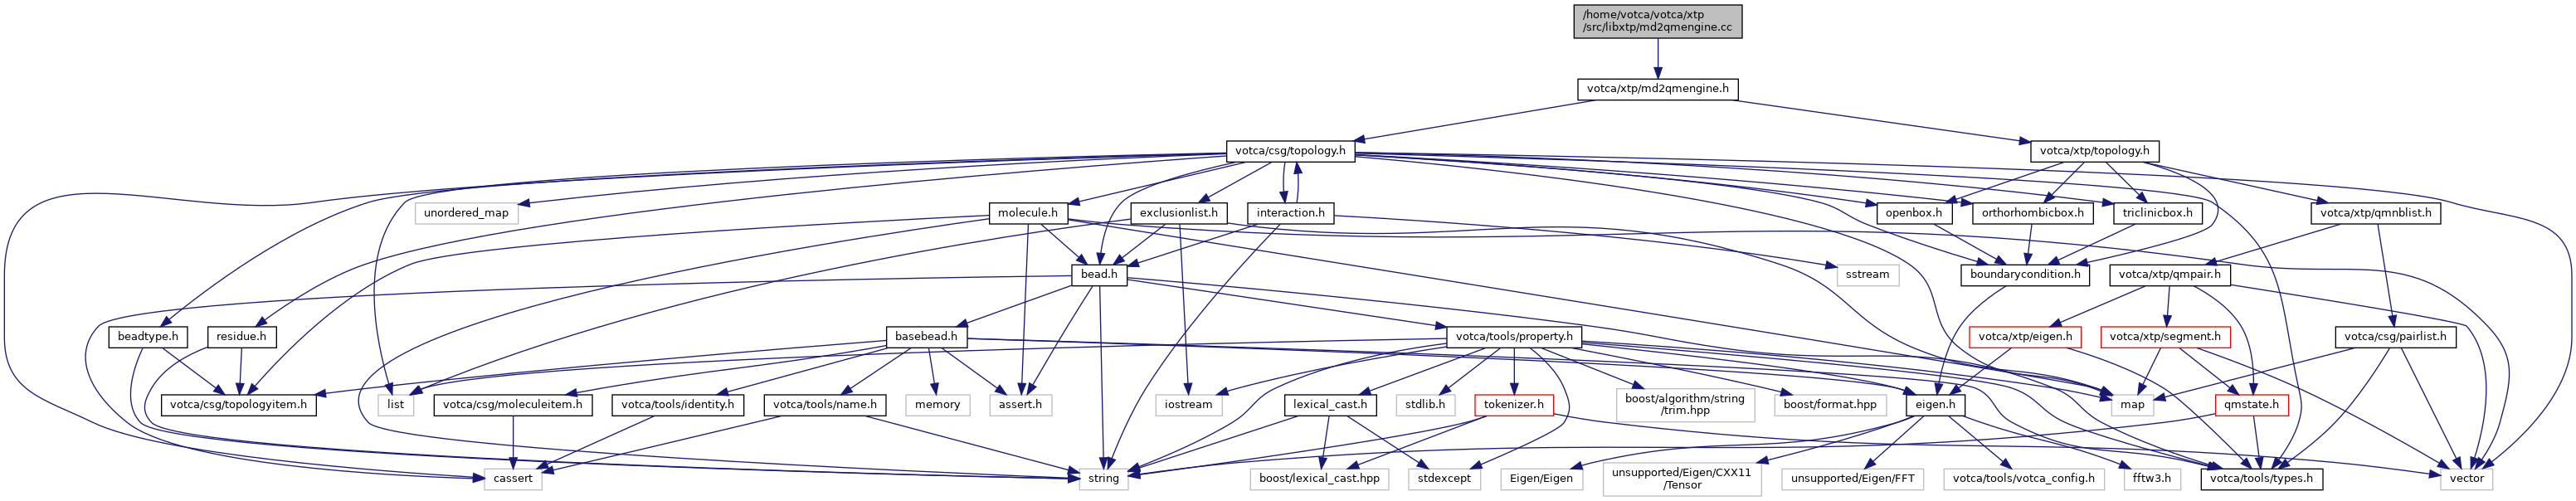 /home/votca/votca/xtp
/src/libxtp/md2qmengine.cc
votca/xtp/md2qmengine.h
votca/csg/topology.h
votca/xtp/topology.h
unordered_map
molecule.h
exclusionlist.h
interaction.h
openbox.h
orthorhombicbox.h
triclinicbox.h
votca/xtp/qmnblist.h
bead.h
sstream
boundarycondition.h
votca/xtp/qmpair.h
beadtype.h
residue.h
basebead.h
votca/tools/property.h
votca/xtp/eigen.h
votca/xtp/segment.h
votca/csg/pairlist.h
votca/csg/topologyitem.h
list
votca/csg/moleculeitem.h
votca/tools/identity.h
votca/tools/name.h
memory
assert.h
iostream
lexical_cast.h
stdlib.h
tokenizer.h
boost/algorithm/string
/trim.hpp
boost/format.hpp
eigen.h
map
qmstate.h
cassert
string
boost/lexical_cast.hpp
stdexcept
Eigen/Eigen
unsupported/Eigen/CXX11
/Tensor
unsupported/Eigen/FFT
votca/tools/votca_config.h
fftw3.h
votca/tools/types.h
vector